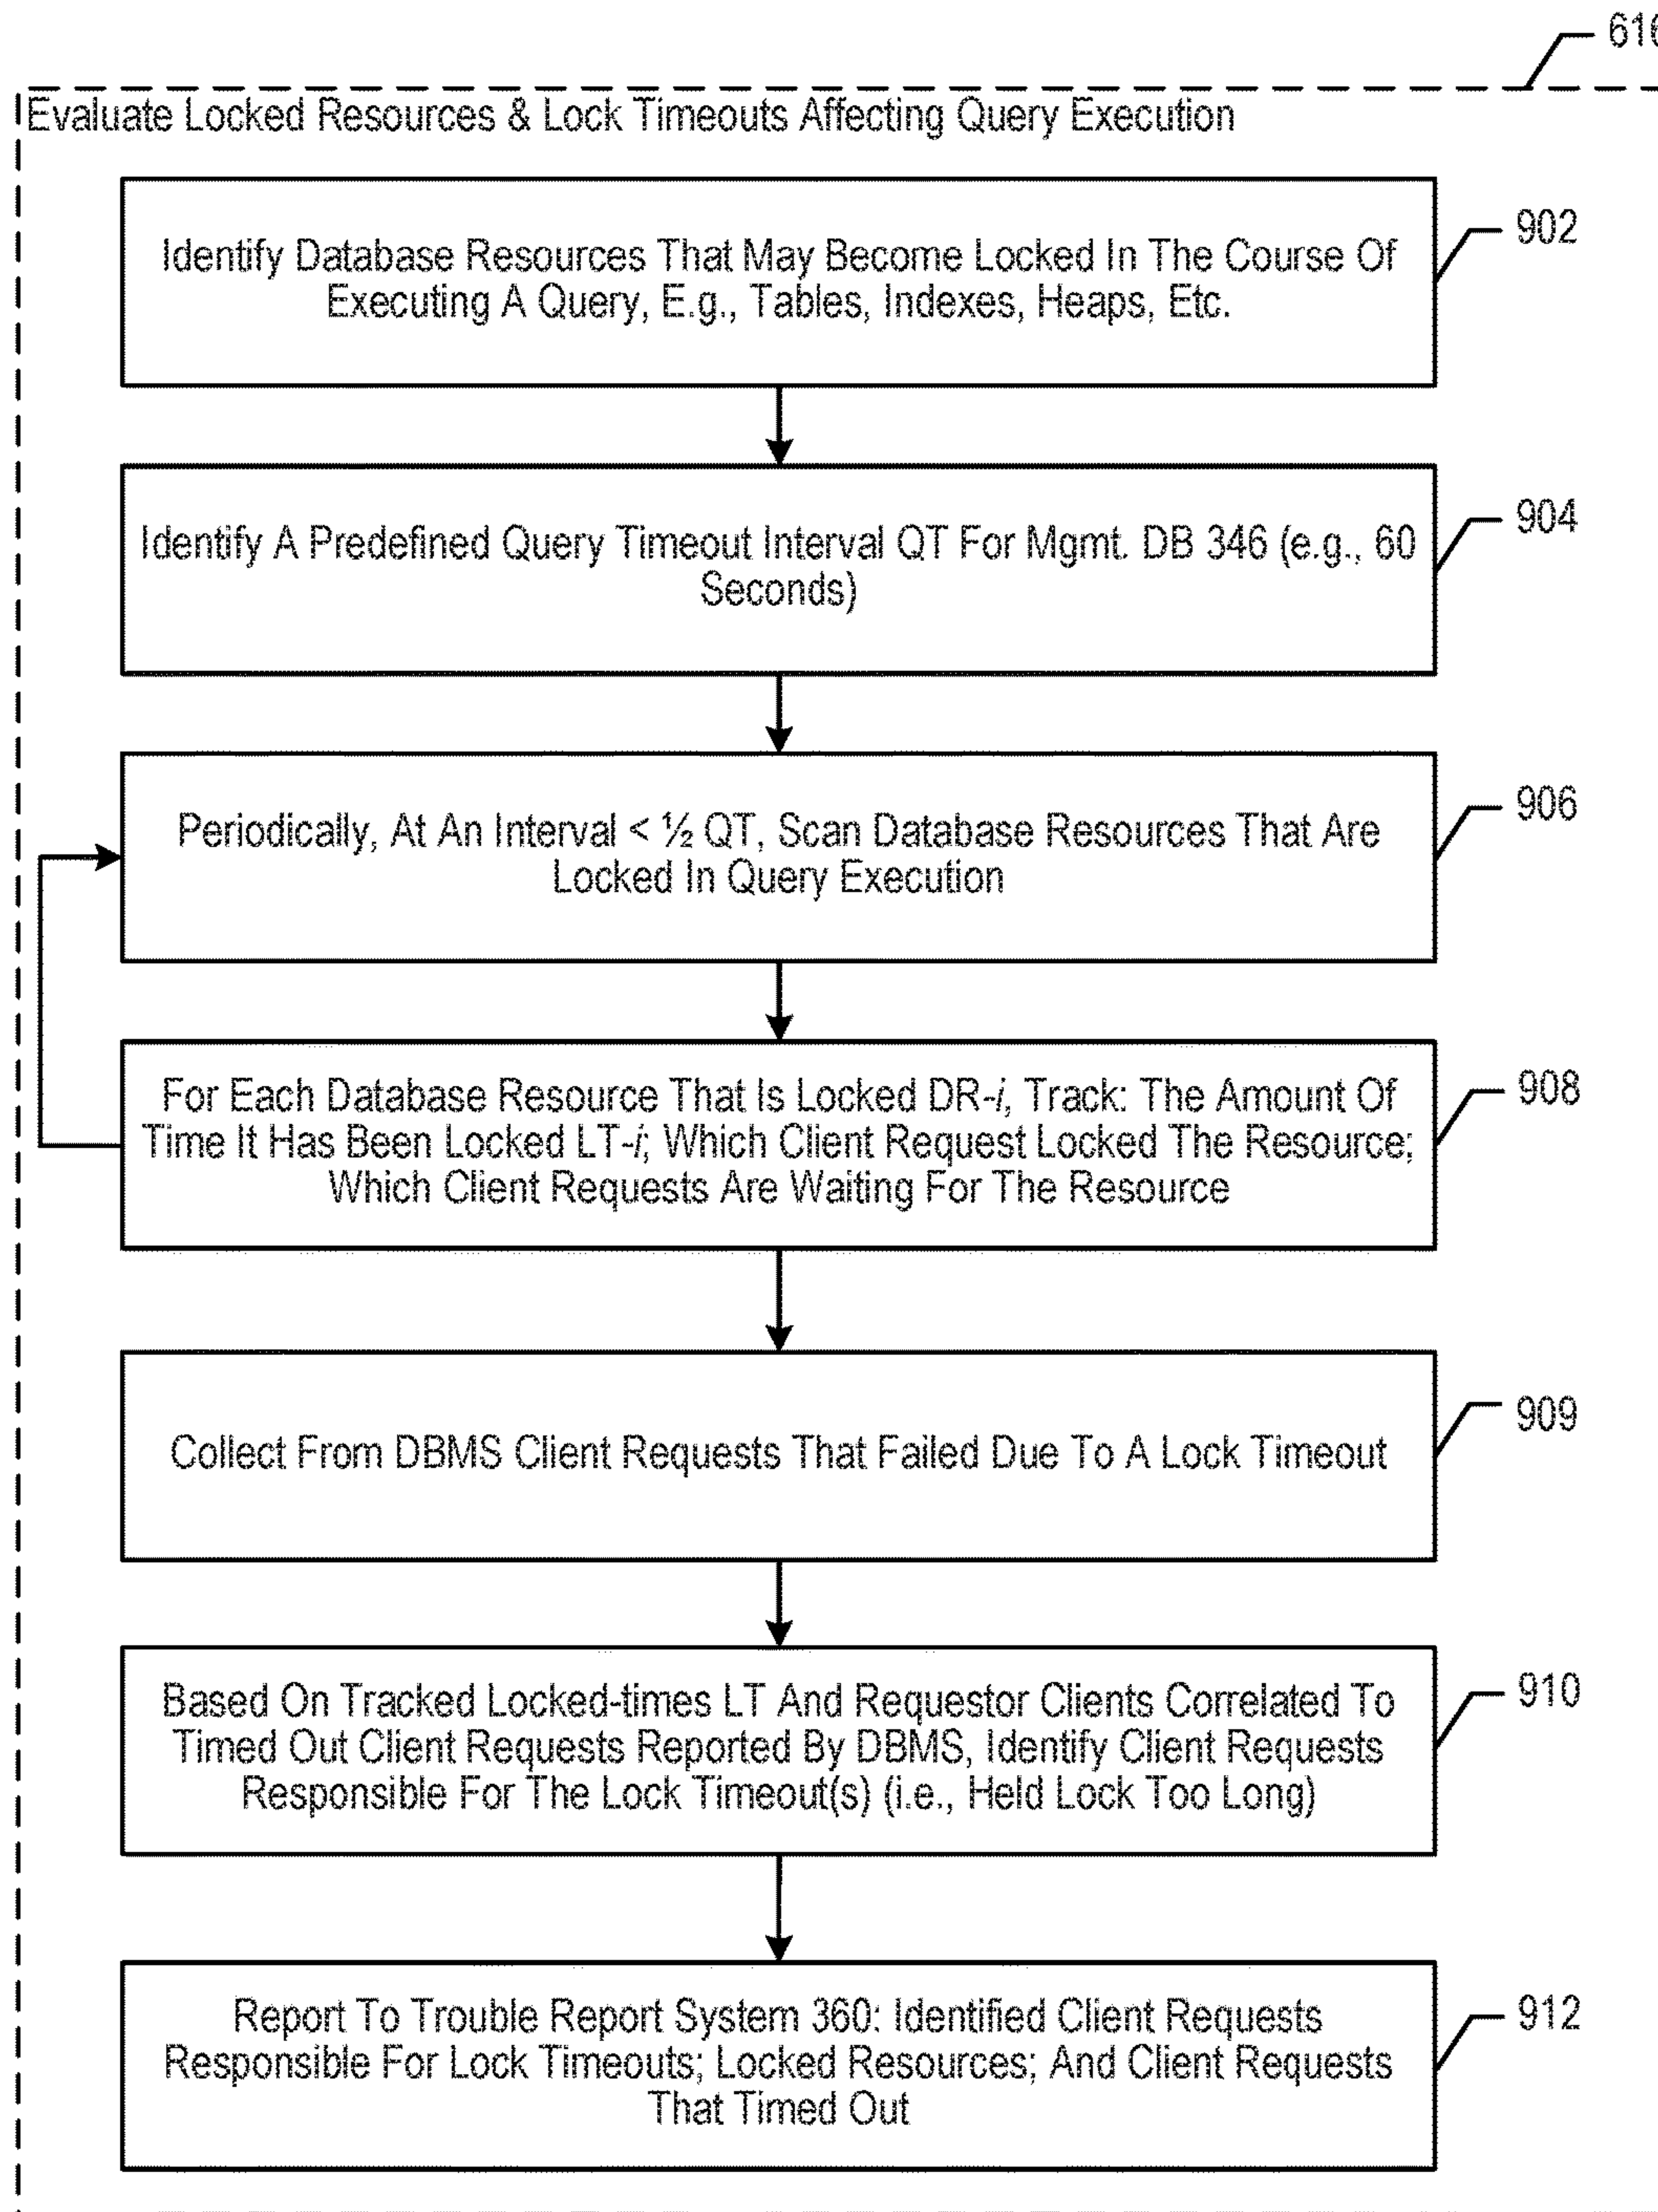 616
Evaluate Locked Resources & Lock Timeouts Affecting Query Execution
Identify Database Resources That May Become Locked In The Course Of
Executing A Query, E.g., Tables, Indexes, Heaps, Etc.
902
Identify A Predefined Query Timeout Interval QT For Mgmt. DB 346 (e.g., 60
Seconds)
904
Periodically, At An Interval < ½ QT, Scan Database Resources That Are
Locked In Query Execution
906
For Each Database Resource That Is Locked DR-i, Track: The Amount Of
Time It Has Been Locked LT-i; Which Client Request Locked The Resource;
Which Client Requests Are Waiting For The Resource
908
Collect From DBMS Client Requests That Failed Due To A Lock Timeout
909
Based On Tracked Locked-times LT And Requestor Clients Correlated To
Timed Out Client Requests Reported By DBMS, Identify Client Requests
Responsible For The Lock Timeout(s) (i.e., Held Lock Too Long)
910
Report To Trouble Report System 360: Identified Client Requests
Responsible For Lock Timeouts; Locked Resources; And Client Requests
That Timed Out
912